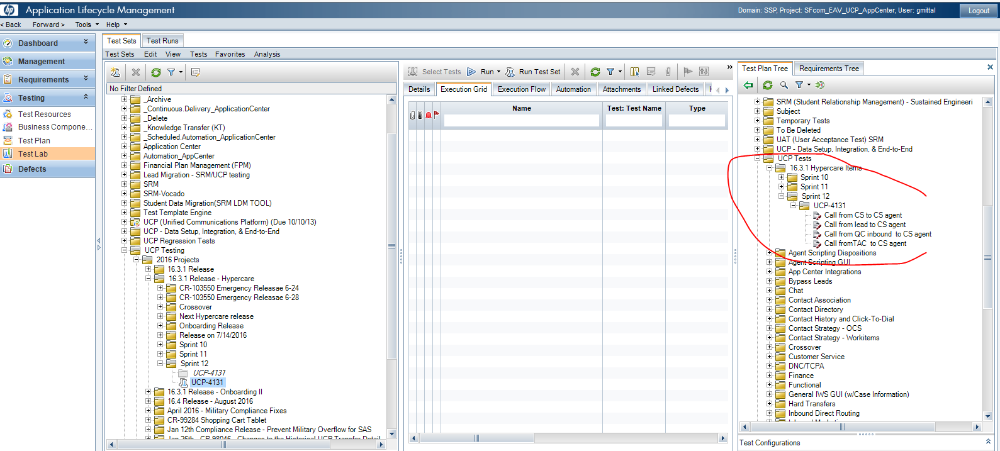 hp Application Lifecycle Management
Domain: SSP, Project: SFcom_EAV_UCP_AppCenter, User: gmittal
Logout
< Back Forward > Tools Help
Dashboard
Management
Requirements
Testing
Test Resources
Business Compone...
Test Plan
Test Lab
Defects
Test Sets Test Runs
Test Sets Edit View Tests Favorites Analysis
No Filter Defined
_Archive
_Continuous.Delivery_ApplicationCenter
_Delete
_Knowledge Transfer (KT)
_Scheduled.Automation_ApplicationCenter
Application Center
Automation_AppCenter
Financial Plan Management (FPM)
Lead Migration - SRM/UCP testing
SRM
SRM-Vocado
Student Data Migration(SRM LDM TOOL)
Test Template Engine
UCP (Unified Communications Platform) (Due 10/10/13)
UCP - Data Setup, Integration, & End-to-End
UCP Regression Tests
UCP Testing
2016 Projects
16.3.1 Release
16.3.1 Release - Hypercare
CR-103550 Emergency Releasae 6-24
CR-103550 Emergency Releasae 6-28
Crossover
Next Hypercare release
Onboarding Release
Release on 7/14/2016
Sprint 10
Sprint 11
Sprint 12
UCP-4131
UCP-4131
16.3.1 Release - Onboarding II
16.4 Release - August 2016
April 2016 - Military Compliance Fixes
CR-99284 Shopping Cart Tablet
Jan 12th Compliance Release - Prevent Military Overflow for SAS
Jan 26th - CR-98046 - Changes to the Historical UCP Transfer Detail
Select Tests Run Run Test Set
Details Execution Grid Execution Flow Automation Attachments Linked Defects
Name Test: Test Name Type
Test Plan Tree Requirements Tree
SRM (Student Relationship Management) - Sustained Engineeri
Subject
Temporary Tests
To Be Deleted
UAT (User Acceptance Test) SRM
UCP - Data Setup, Integration, & End-to-End
UCP Tests
16.3.1 Hypercare Items
Sprint 10
Sprint 11
Sprint 12
UCP-4131
Call from CS to CS agent
Call from lead to CS agent
Call from QC inbound to CS agent
Call fromTAC to CS agent
Agent Scripting Dispositions
Agent Scripting GUI
App Center Integrations
Bypass Leads
Chat
Contact Association
Contact Directory
Contact History and Click-To-Dial
Contact Strategy - OCS
Contact Strategy - Workitems
Crossover
Customer Service
DNC/TCPA
Finance
Functional
General IWS GUI (w/Case Information)
Hard Transfers
Inbound Direct Routing
Test Configurations